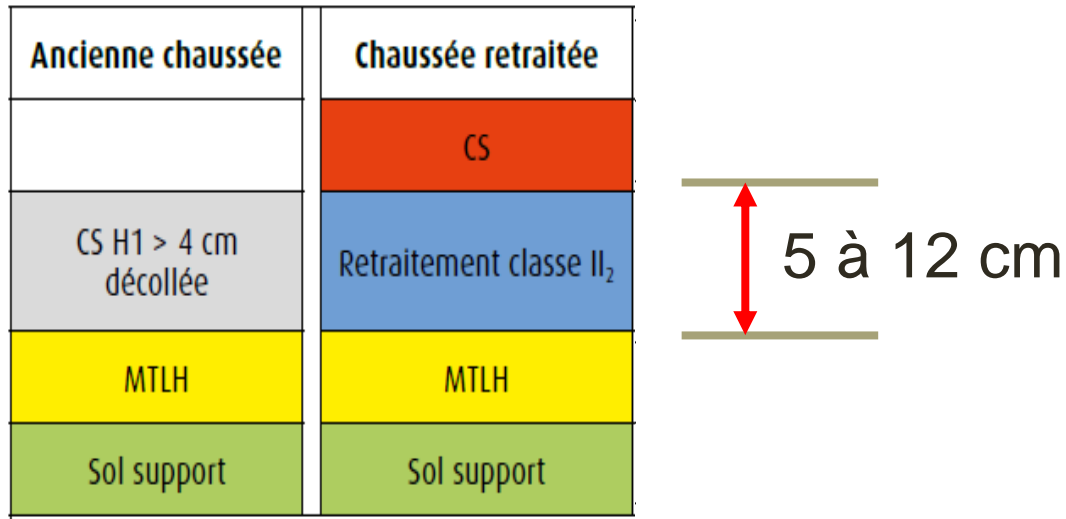 Ancienne chaussée
Chaussée retraitée
CS
CS H1 > 4 cm
décollée
Retraitement classe II₂
5 à 12 cm
MTLH
MTLH
Sol support
Sol support